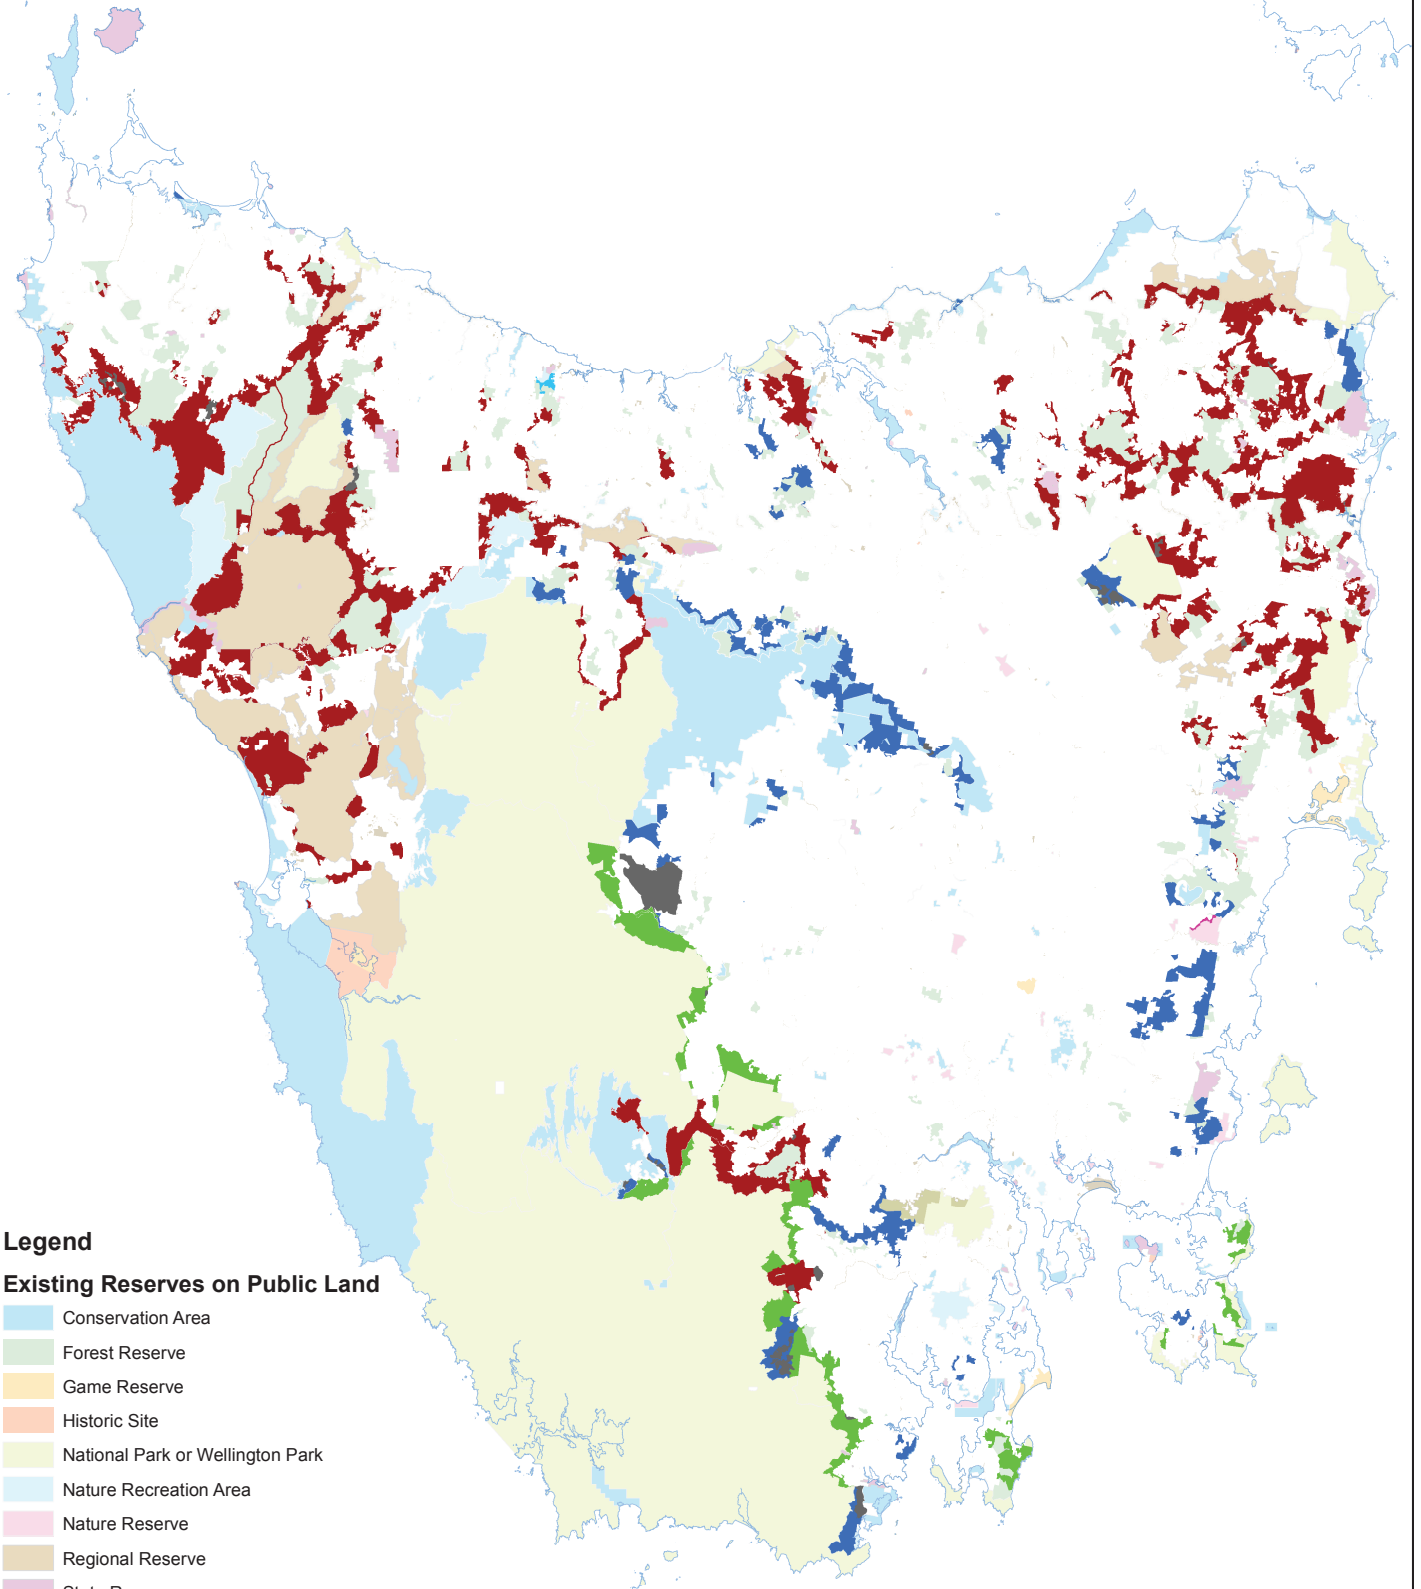 Legend
Existing Reserves on Public Land
Conservation Area
Forest Reserve
Game Reserve
Historic Site
National Park or Wellington Park
Nature Recreation Area
Nature Reserve
Regional Reserve
State